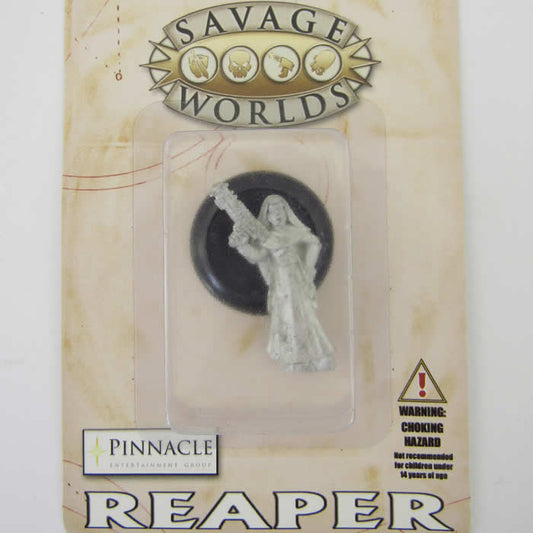 SAVAGE
WORLDS
WARNING:
CHOKING
HAZARD
Not recommended
for children under
14 years of age
PINNACLE
ENTERTAINMENT GROUP
REAPER